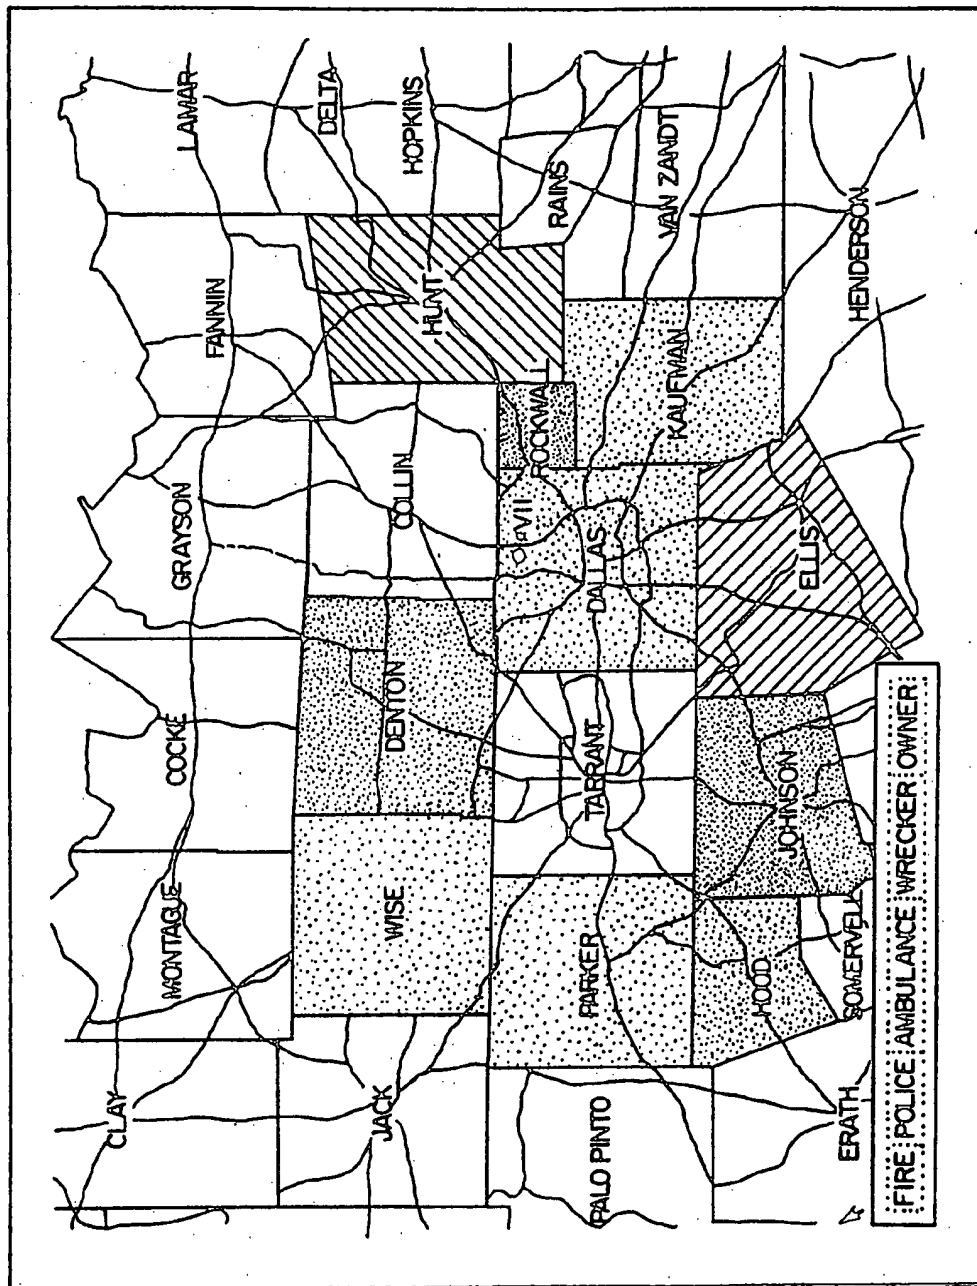 CLAY
MONTAGUE
COCKE
GRAYSON
FANNIN
LAMAR
DELTA
JACK
WISE
DENTON
COLLIN
HUNT
HOPKINS
PALO PINTO
PARKER
TARRANT
DALLAS
ROCKWALL
RAINS
KAUFMAN
VAN ZANDT
ERATH
HOOD
SOMERVELL
JOHNSON
ELLIS
HENDERSON
FIRE POLICE AMBULANCE WRECKER OWNER